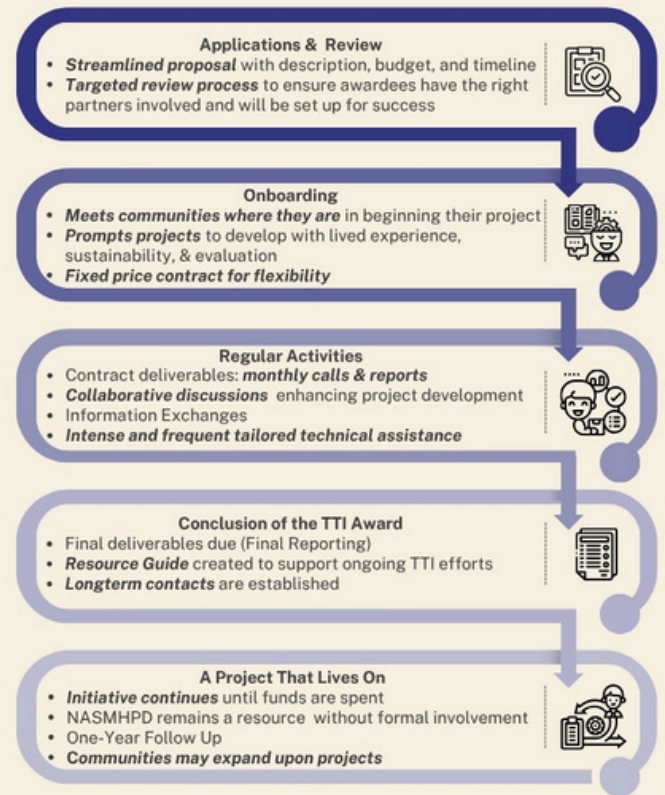 Applications & Review
• Streamlined proposal with description, budget, and timeline
• Targeted review process to ensure awardees have the right
partners involved and will be set up for success
Onboarding
• Meets communities where they are in beginning their project
• Prompts projects to develop with lived experience,
sustainability, & evaluation
• Fixed price contract for flexibility
Regular Activities
• Contract deliverables: monthly calls & reports
• Collaborative discussions enhancing project development
• Information Exchanges
• Intense and frequent tailored technical assistance
Conclusion of the TTI Award
• Final deliverables due (Final Reporting)
• Resource Guide created to support ongoing TTI efforts
• Longterm contacts are established
A Project That Lives On
• Initiative continues until funds are spent
• NASMHPD remains a resource without formal involvement
• One-Year Follow Up
• Communities may expand upon projects